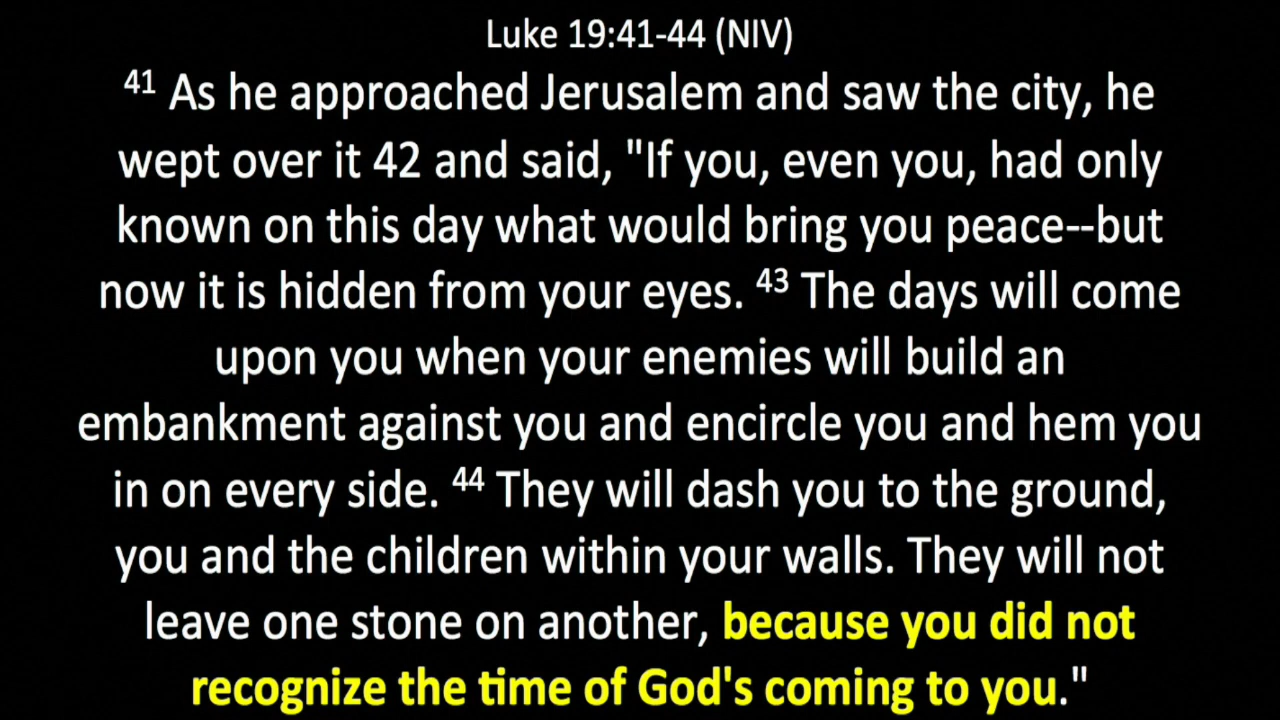 Luke 19:41-44 (NIV)
41 As he approached Jerusalem and saw the city, he
wept over it 42 and said, "If you, even you, had only
known on this day what would bring you peace--but
now it is hidden from your eyes. 43 The days will come
upon you when your enemies will build an
embankment against you and encircle you and hem you
in on every side. 44 They will dash you to the ground,
you and the children within your walls. They will not
leave one stone on another, because you did not
recognize the time of God's coming to you."